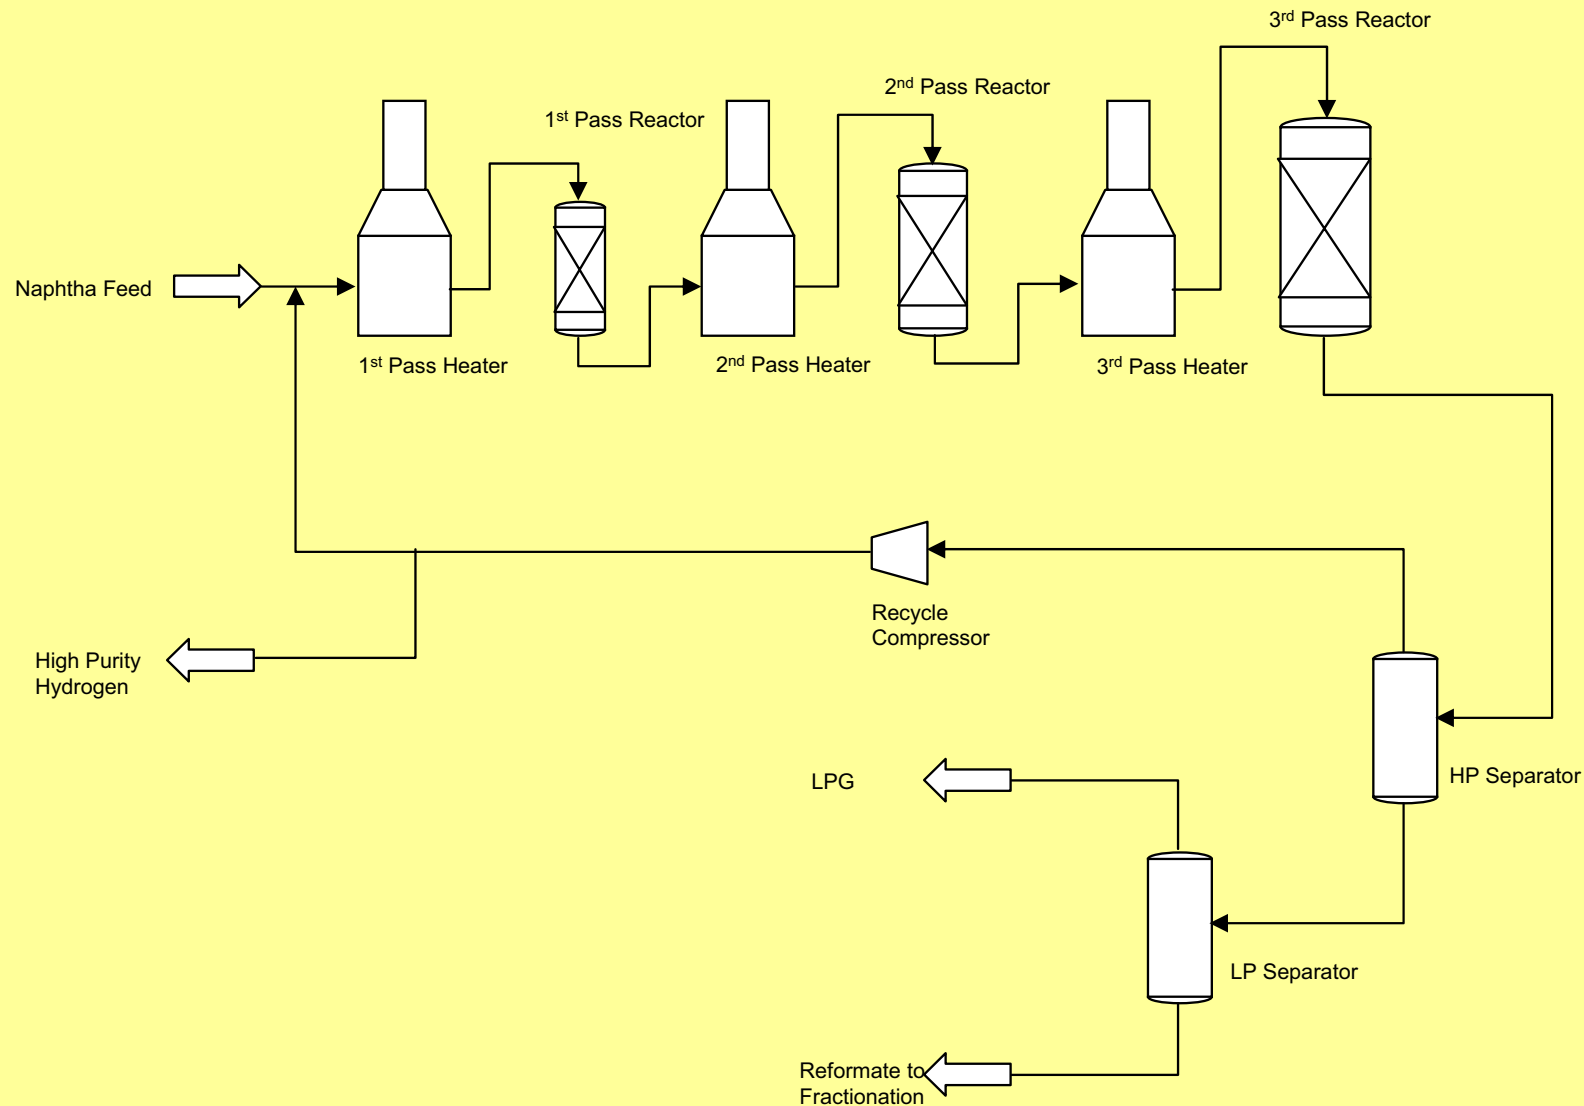 3rd Pass Reactor
2nd Pass Reactor
1st Pass Reactor
Naphtha Feed
1st Pass Heater
2nd Pass Heater
3rd Pass Heater
Recycle
Compressor
High Purity
Hydrogen
LPG
HP Separator
LP Separator
Reformate to
Fractionation